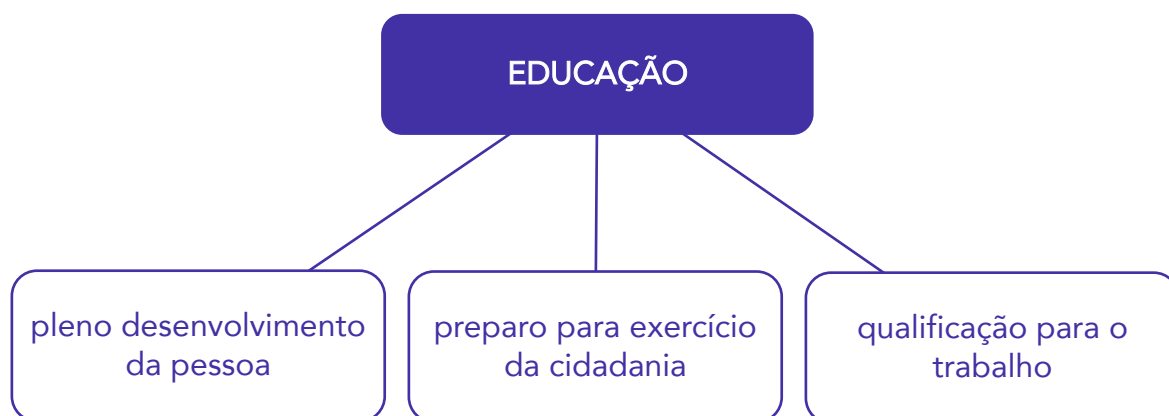 EDUCAÇÃO
pleno desenvolvimento
da pessoa
preparo para exercício
da cidadania
qualificação para o
trabalho